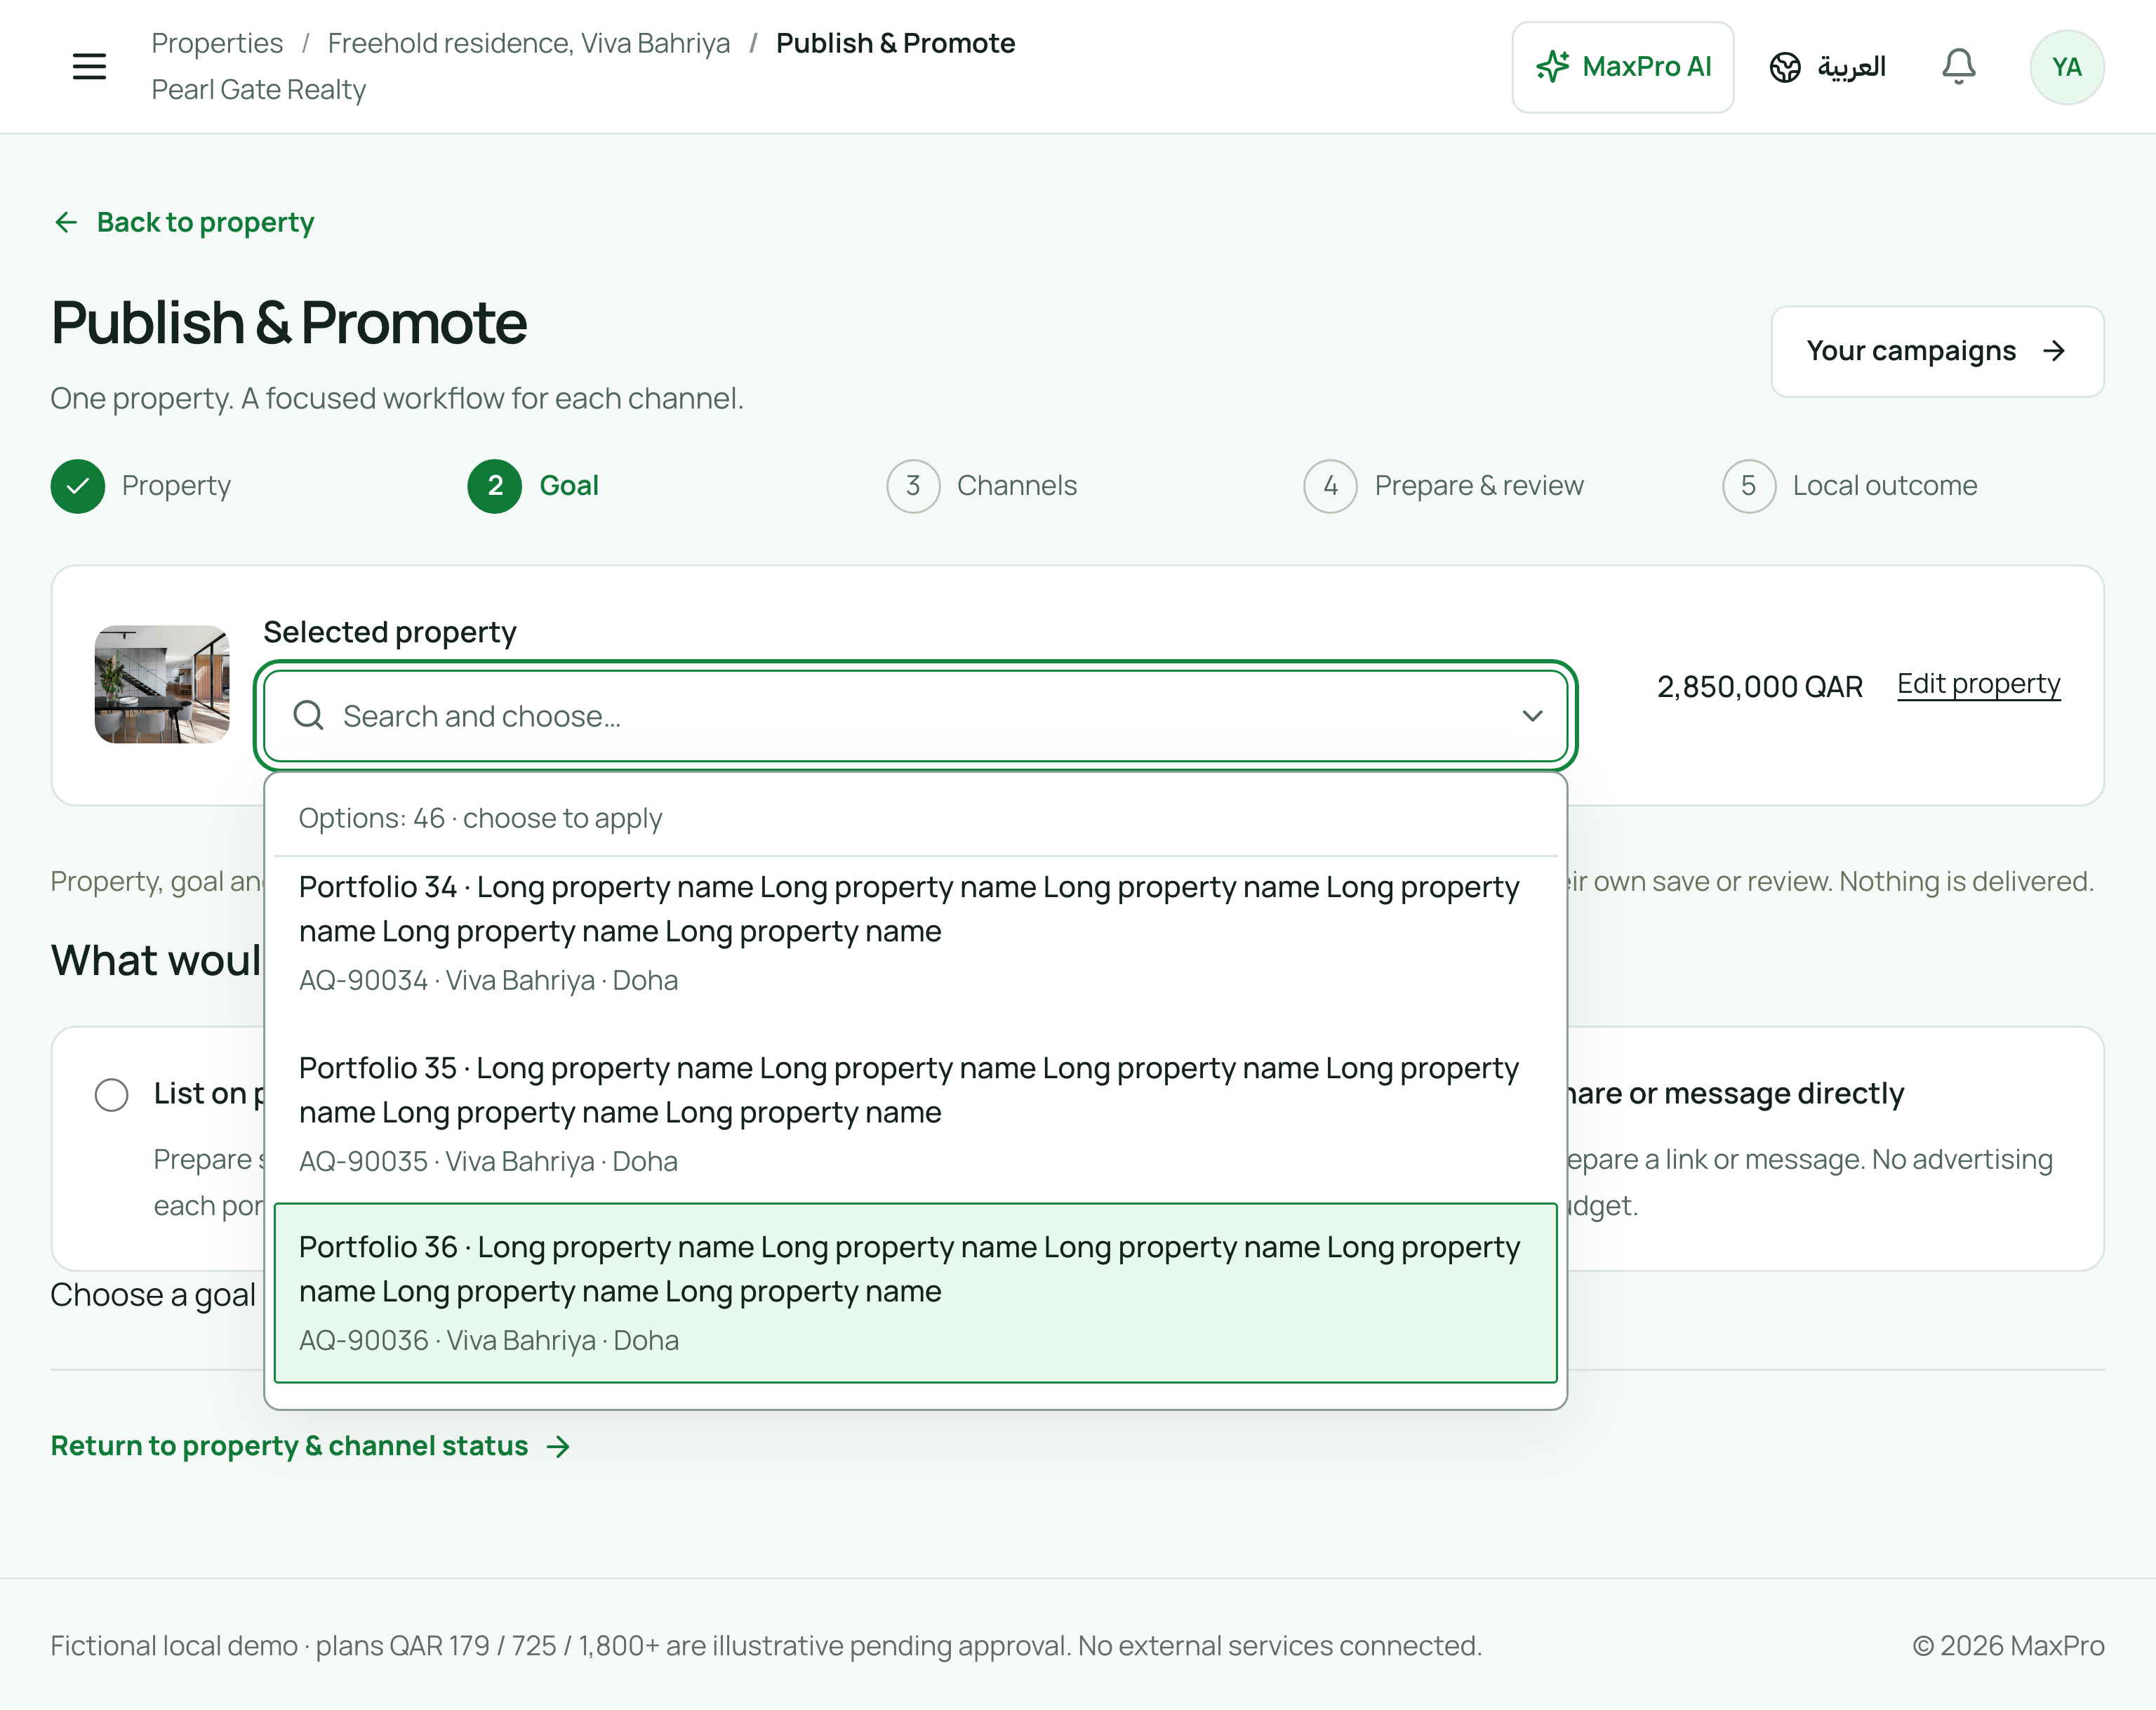 Properties / Freehold residence, Viva Bahriya / Publish & Promote
Pearl Gate Realty
MaxPro AI
العربية
YA
Back to property
Publish & Promote
One property. A focused workflow for each channel.
Your campaigns
Property
2 Goal
3 Channels
4 Prepare & review
5 Local outcome
Selected property
Search and choose...
2,850,000 QAR
Edit property
Options: 46 · choose to apply
Portfolio 34 · Long property name Long property name Long property name Long property
name Long property name Long property name
AQ-90034 · Viva Bahriya · Doha
Portfolio 35 · Long property name Long property name Long property name Long property
name Long property name Long property name
AQ-90035 · Viva Bahriya · Doha
Portfolio 36 · Long property name Long property name Long property name Long property
name Long property name Long property name
AQ-90036 · Viva Bahriya · Doha
Property, goal
own save or review. Nothing is delivered.
What
List on
or message directly
Prepare
a link or message. No advertising
each
Choose a goal
Return to property & channel status
Fictional local demo · plans QAR 179 / 725 / 1,800+ are illustrative pending approval. No external services connected.
© 2026 MaxPro